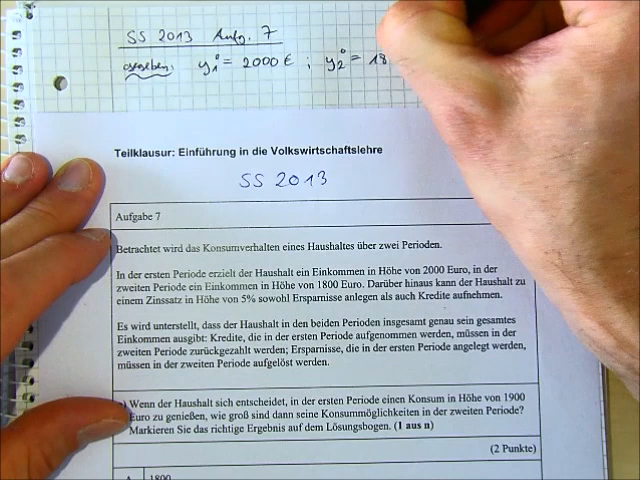 SS 2013 Aufg. 7
gegeben: y₁⁰ = 2000 € ; y₂⁰ = 18
Teilklausur: Einführung in die Volkswirtschaftslehre
SS 2013
Aufgabe 7
Betrachtet wird das Konsumverhalten eines Haushaltes über zwei Perioden.
In der ersten Periode erzielt der Haushalt ein Einkommen in Höhe von 2000 Euro, in der
zweiten Periode ein Einkommen in Höhe von 1800 Euro. Darüber hinaus kann der Haushalt zu
einem Zinssatz in Höhe von 5% sowohl Ersparnisse anlegen als auch Kredite aufnehmen.
Es wird unterstellt, dass der Haushalt in den beiden Perioden insgesamt genau sein gesamtes
Einkommen ausgibt: Kredite, die in der ersten Periode aufgenommen werden, müssen in der
zweiten Periode zurückgezahlt werden; Ersparnisse, die in der ersten Periode angelegt werden,
müssen in der zweiten Periode aufgelöst werden.
) Wenn der Haushalt sich entscheidet, in der ersten Periode einen Konsum in Höhe von 1900
Euro zu genießen, wie groß sind dann seine Konsummöglichkeiten in der zweiten Periode?
Markieren Sie das richtige Ergebnis auf dem Lösungsbogen. (1 aus n)
(2 Punkte)
A 1800